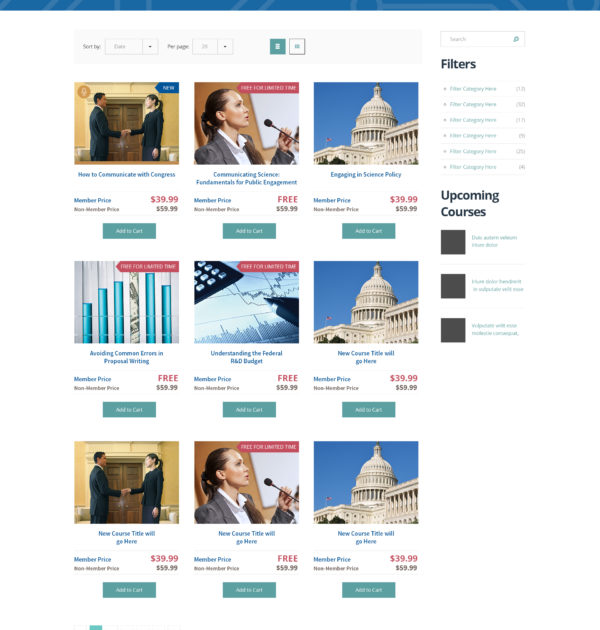 Sort by:
Date
Per page:
28
Search
NEW
FREE FOR LIMITED TIME
How to Communicate with Congress
Communicating Science:
Fundamentals for Public Engagement
Engaging in Science Policy
Member Price $39.99
Non-Member Price $59.99
Member Price FREE
Non-Member Price $59.99
Member Price $39.99
Non-Member Price $59.99
Add to Cart
Add to Cart
Add to Cart
FREE FOR LIMITED TIME
FREE FOR LIMITED TIME
Avoiding Common Errors in
Proposal Writing
Understanding the Federal
R&D Budget
New Course Title will
go Here
Member Price FREE
Non-Member Price $59.99
Member Price FREE
Non-Member Price $59.99
Member Price $39.99
Non-Member Price $59.99
Add to Cart
Add to Cart
Add to Cart
FREE FOR LIMITED TIME
New Course Title will
go Here
New Course Title will
go Here
New Course Title will
go Here
Member Price $39.99
Non-Member Price $59.99
Member Price FREE
Non-Member Price $59.99
Member Price $39.99
Non-Member Price $59.99
Add to Cart
Add to Cart
Add to Cart
Filters
Filter Category Here (13)
Filter Category Here (32)
Filter Category Here (11)
Filter Category Here (9)
Filter Category Here (25)
Filter Category Here (4)
Upcoming
Courses
Duis autem veleum
iriure dolor
iriure dolor hendrerit
in vulputate velit esse
Vulputate velit esse
molestie consequat,